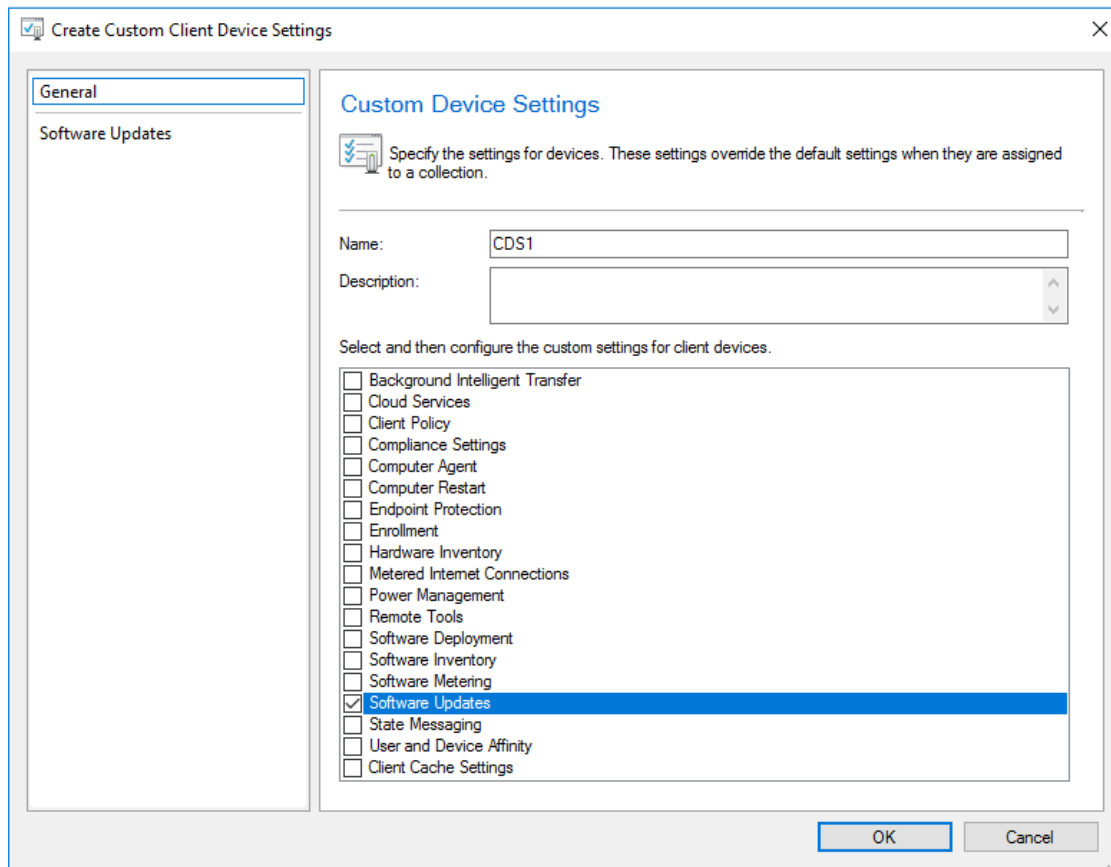 Create Custom Client Device Settings
General
Software Updates
Custom Device Settings
Specify the settings for devices. These settings override the default settings when they are assigned
to a collection.
Name:
CDS1
Description:
Select and then configure the custom settings for client devices.
Background Intelligent Transfer
Cloud Services
Client Policy
Compliance Settings
Computer Agent
Computer Restart
Endpoint Protection
Enrollment
Hardware Inventory
Metered Internet Connections
Power Management
Remote Tools
Software Deployment
Software Inventory
Software Metering
Software Updates
State Messaging
User and Device Affinity
Client Cache Settings
OK
Cancel